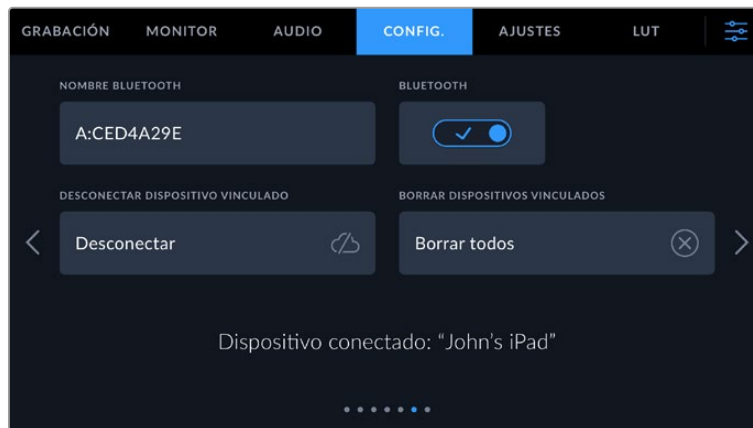 GRABACIÓN MONITOR AUDIO CONFIG. AJUSTES LUT
NOMBRE BLUETOOTH BLUETOOTH
A:CED4A29E
DESCONECTAR DISPOSITIVO VINCULADO BORRAR DISPOSITIVOS VINCULADOS
Desconectar Borrar todos
Dispositivo conectado: “John’s iPad”